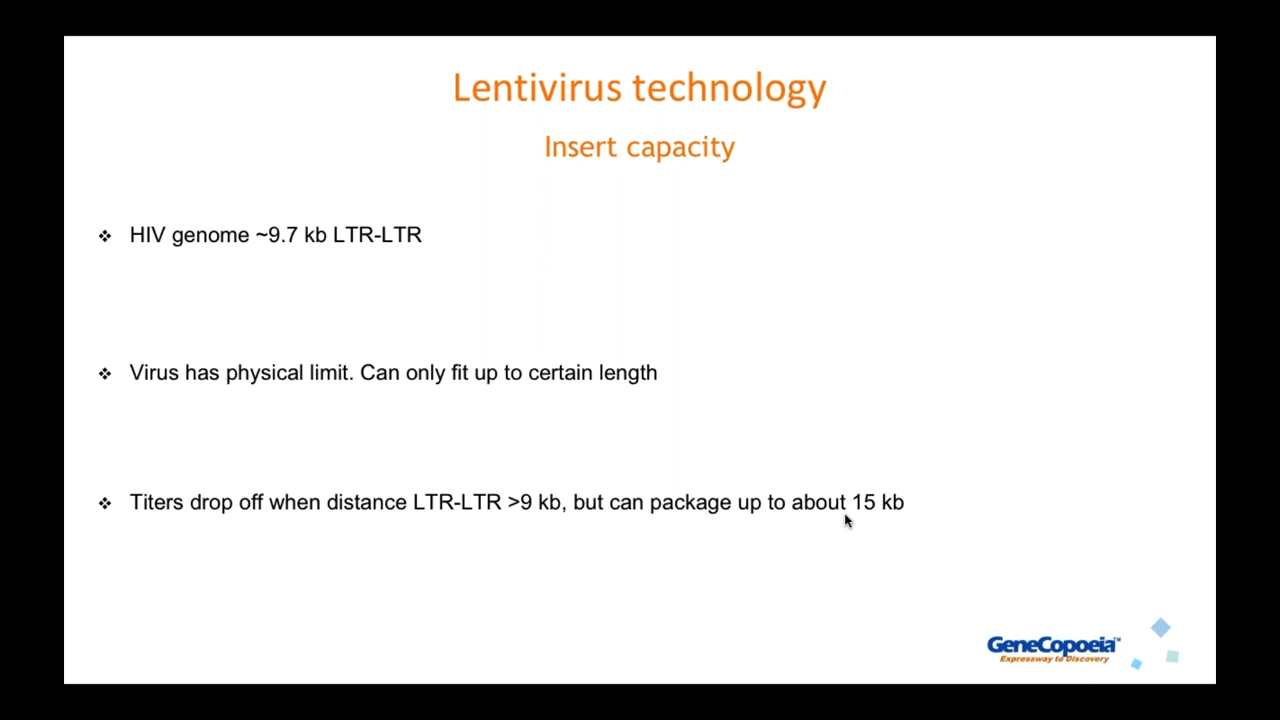 Lentivirus technology
Insert capacity
❖ HIV genome ~9.7 kb LTR-LTR
❖ Virus has physical limit. Can only fit up to certain length
❖ Titers drop off when distance LTR-LTR >9 kb, but can package up to about 15 kb
GeneCopoeia™
Expressway to Discovery